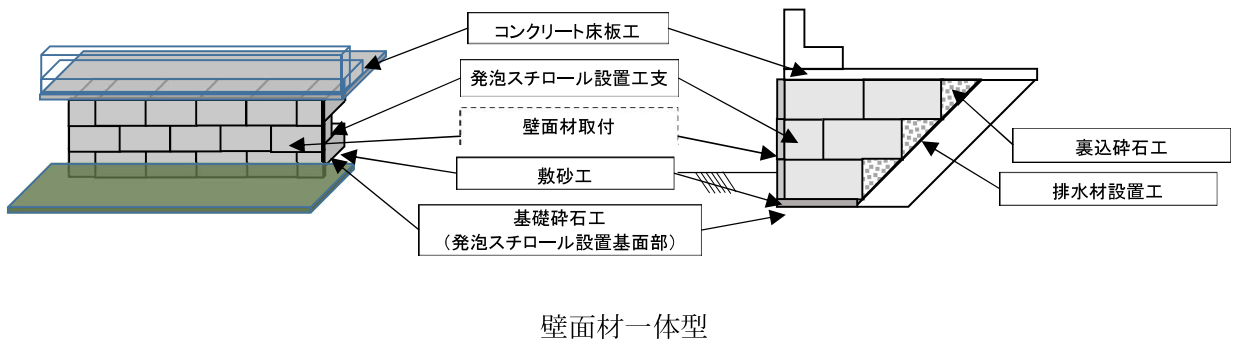 コンクリート床板工
発泡スチロール設置工支
壁面材取付
敷砂工
基礎砕石工
（発泡スチロール設置基面部）
裏込砕石工
排水材設置工
壁面材一体型